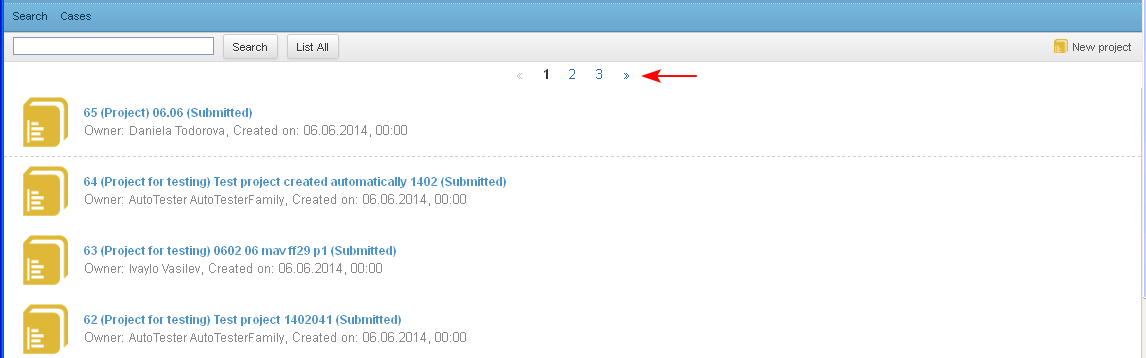 Search Cases
Search List All New project
« 1 2 3 »
65 (Project) 06.06 (Submitted)
Owner: Daniela Todorova, Created on: 06.06.2014, 00:00
64 (Project for testing) Test project created automatically 1402 (Submitted)
Owner: AutoTester AutoTesterFamily, Created on: 06.06.2014, 00:00
63 (Project for testing) 0602 06 mav ff29 p1 (Submitted)
Owner: Ivaylo Vasilev, Created on: 06.06.2014, 00:00
62 (Project for testing) Test project 1402041 (Submitted)
Owner: AutoTester AutoTesterFamily, Created on: 06.06.2014, 00:00